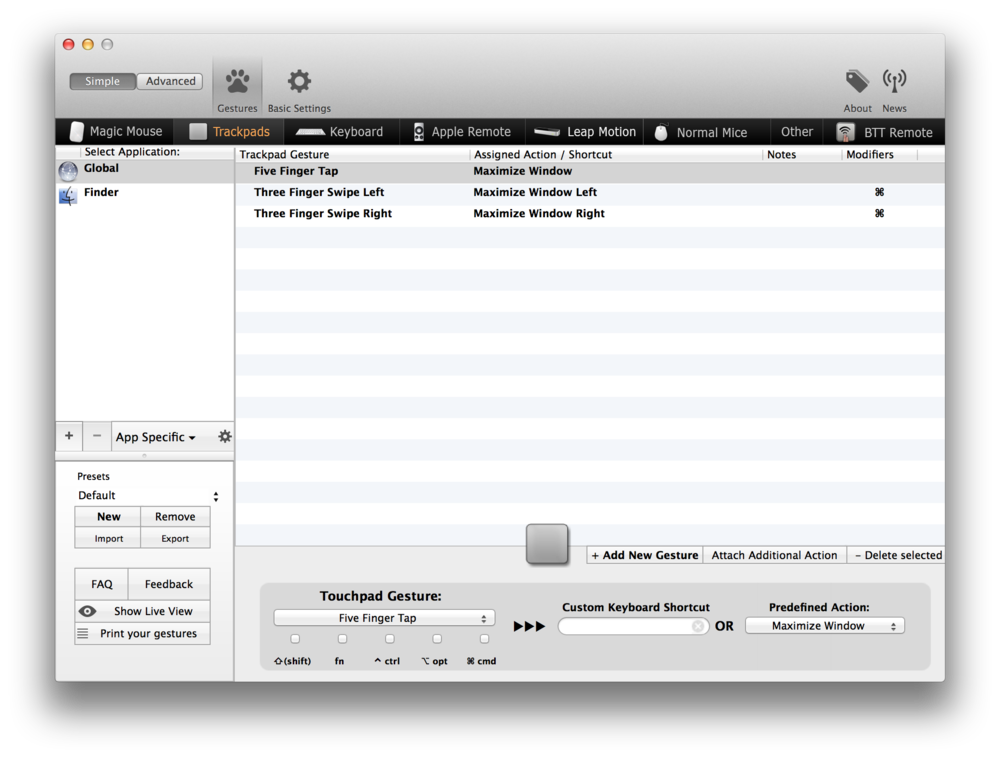 Simple Advanced
Gestures Basic Settings About News
Magic Mouse Trackpads Keyboard Apple Remote Leap Motion Normal Mice Other BTT Remote
Select Application:
Global
Finder
Trackpad Gesture Assigned Action / Shortcut Notes Modifiers
Five Finger Tap Maximize Window
Three Finger Swipe Left Maximize Window Left ⌘
Three Finger Swipe Right Maximize Window Right ⌘
+ − App Specific
Presets
Default
New Remove
Import Export
FAQ Feedback
Show Live View
Print your gestures
+ Add New Gesture Attach Additional Action − Delete selected
Touchpad Gesture:
Five Finger Tap
⇧(shift) fn ^ ctrl ⌥ opt ⌘ cmd
Custom Keyboard Shortcut
OR
Predefined Action:
Maximize Window